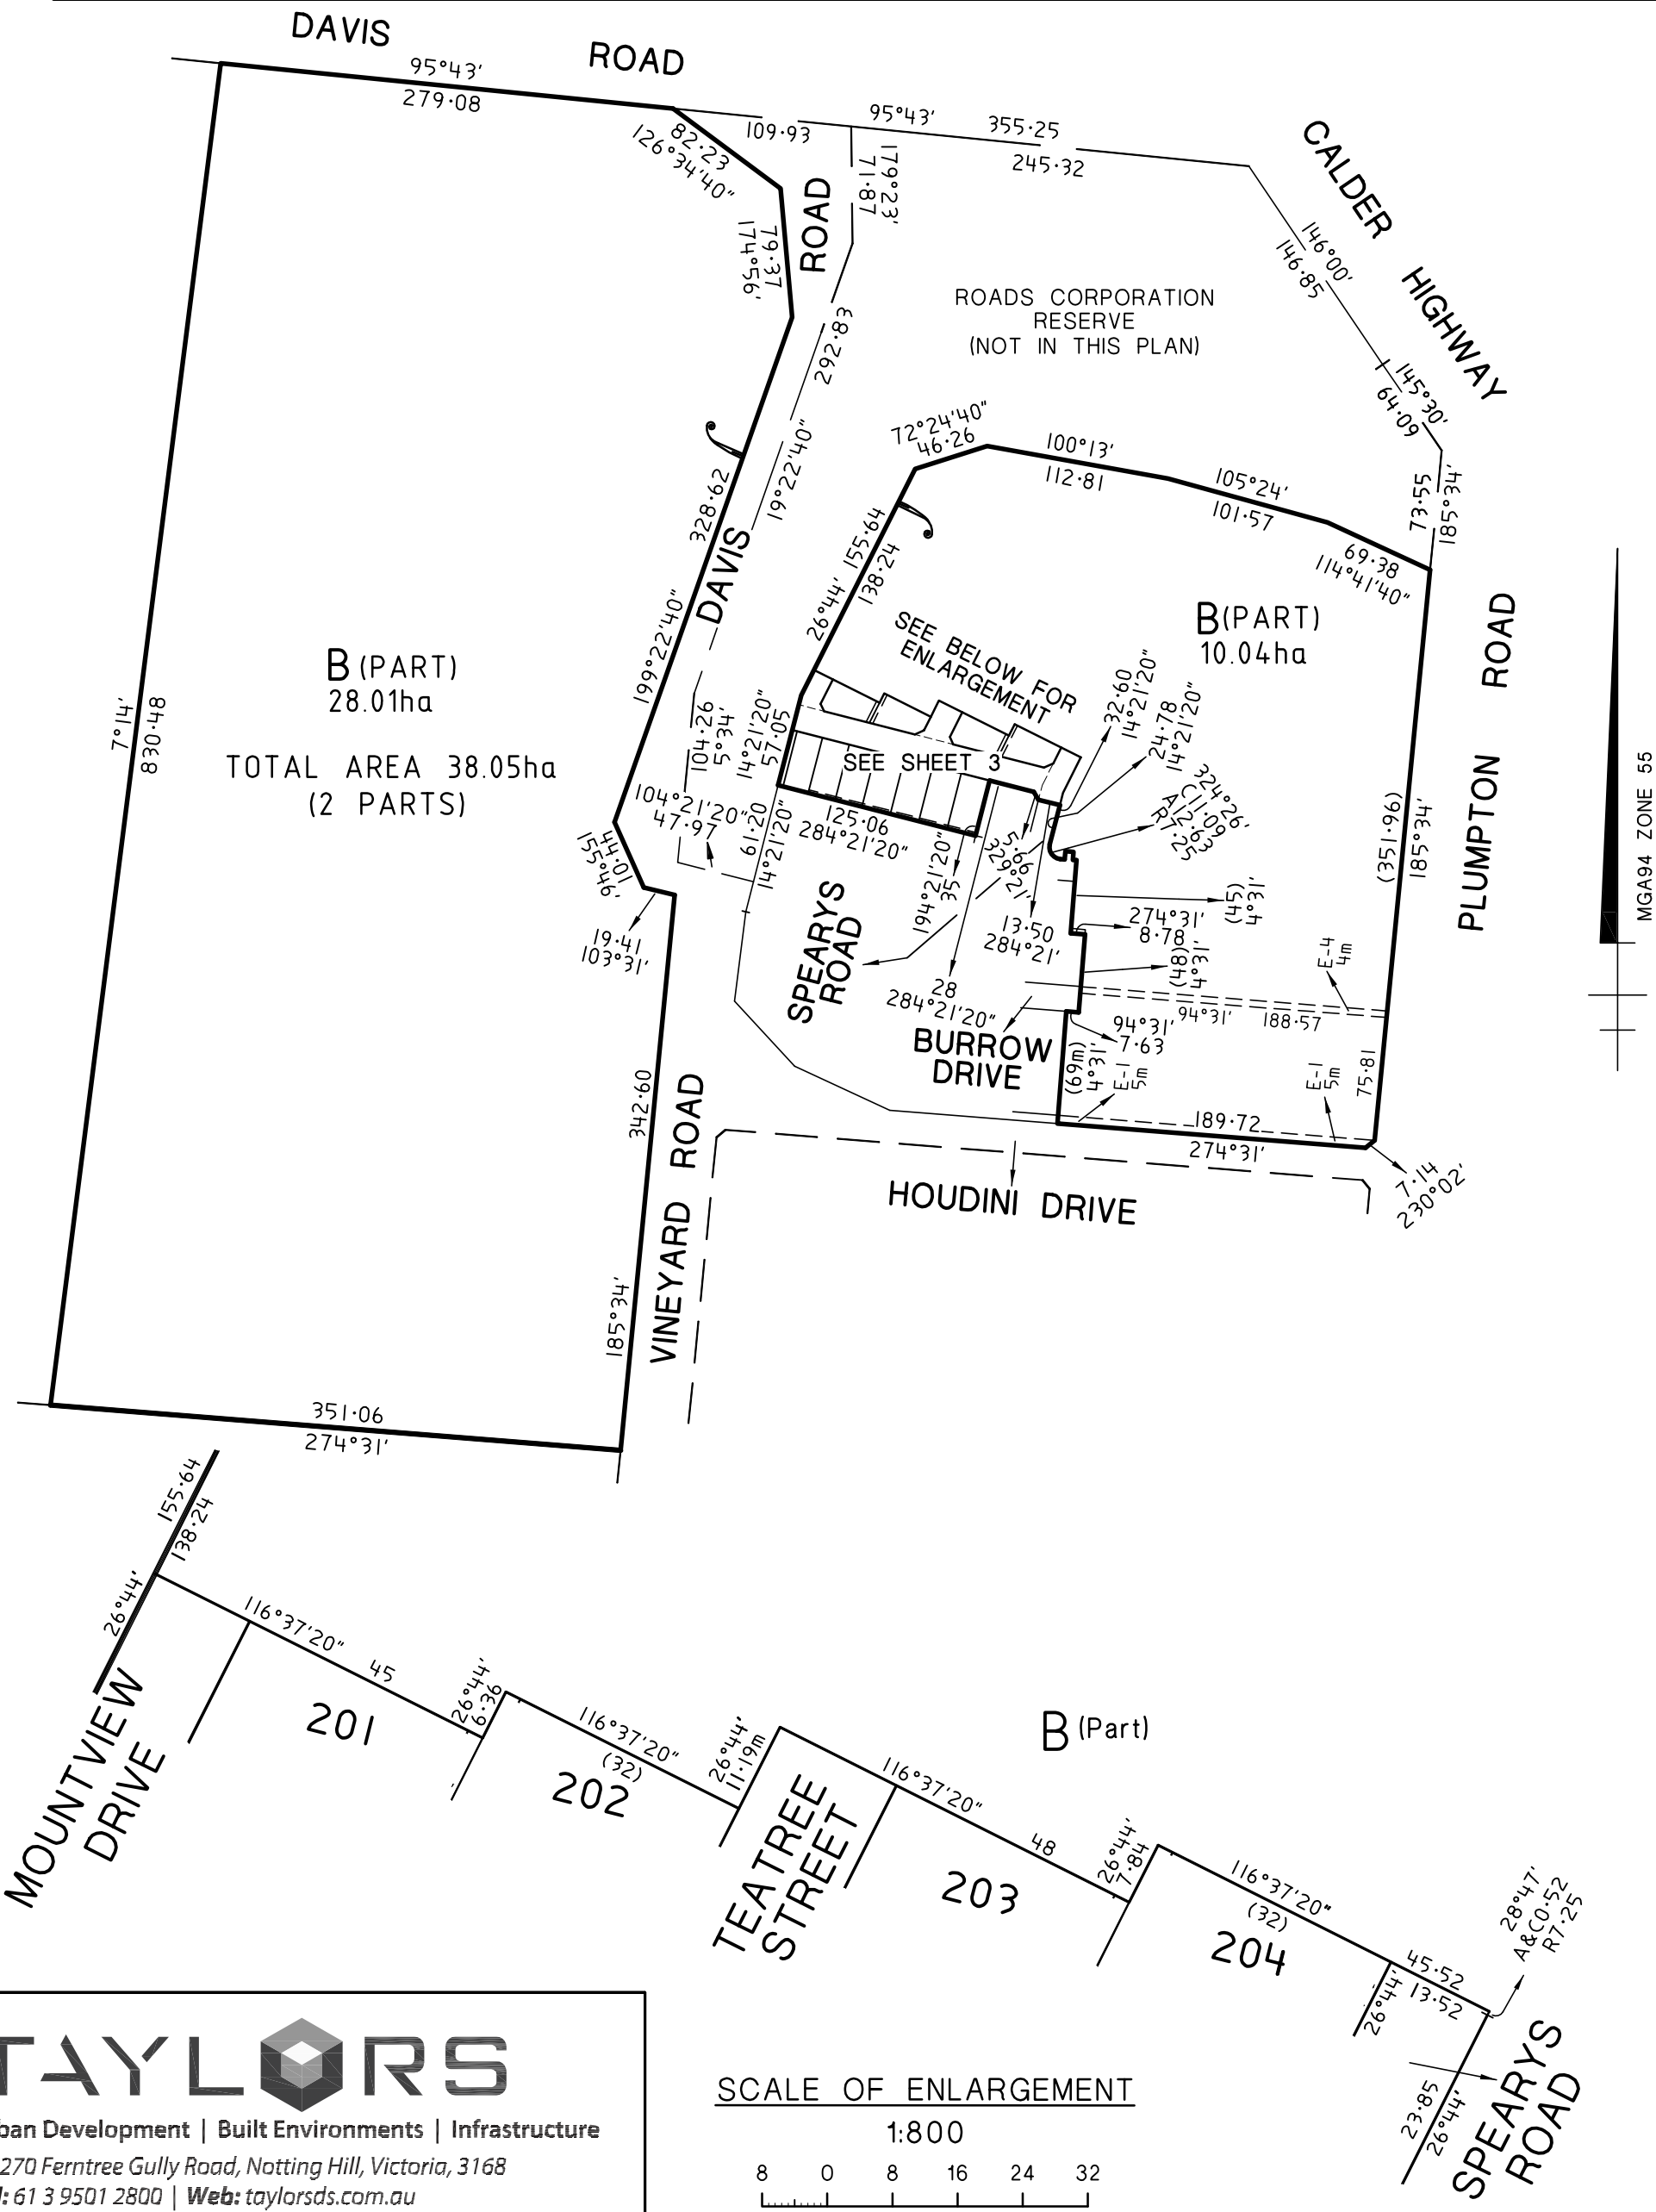 DAVIS ROAD
95°43'
279·08
82·23
126°34'40"
109·93
95°43' 355·25
245·32
179°23'
71·87
79·37
174°56'
ROAD
CALDER HIGHWAY
146°00'
146·85
145°30'
64·09
ROADS CORPORATION
RESERVE
(NOT IN THIS PLAN)
292·83
19°22'40"
328·62
199°22'40"
DAVIS
72°24'40"
46·26
100°13'
112·81
105°24'
101·57
69·38
114°41'40"
73·55
185°34'
26°44' 155·64
138·24
B (PART)
10.04ha
SEE BELOW FOR
ENLARGEMENT
PLUMPTON ROAD
MGA94 ZONE 55
7°14'
830·48
B (PART)
28.01ha
TOTAL AREA 38.05ha
(2 PARTS)
104·26
5°34'
14°21'20"
57·05
SEE SHEET 3
32·60
14°21'20"
24·78
14°21'20"
324°26'
C11·09
A12·63
R7·25
104°21'20"
47·97
61·20
14°21'20"
125·06
284°21'20"
44·01
155°46'
19·41
103°31'
194°21'20"
35
5·66
329°21'
13·50
284°21'
28
284°21'20"
(45)
4°31'
274°31'
8·78
(48)
4°31'
(351·96)
185°34'
SPEARYS
ROAD
BURROW
DRIVE
94°31'
7·63
94°31' 188·57
E-4
4m
(69m)
4°31'
E-1
5m
E-1
5m
75·81
189·72
274°31'
7·14
230°02'
HOUDINI DRIVE
342·60
185°34'
VINEYARD ROAD
351·06
274°31'
155·64
138·24
26°44'
116°37'20"
45
201
26°44'
6·36
116°37'20"
(32)
202
26°44'
11·19m
B (Part)
MOUNTVIEW
DRIVE
TEATREE
STREET
116°37'20"
48
203
26°44'
7·84
116°37'20"
(32)
204
45·52
13·52
26°44'
28°47'
A&C0·52
R7·25
23·85
26°44'
SPEARYS
ROAD
TAYLORS
ban Development | Built Environments | Infrastructure
270 Ferntree Gully Road, Notting Hill, Victoria, 3168
: 61 3 9501 2800 | Web: taylorsds.com.au
SCALE OF ENLARGEMENT
1:800
8 0 8 16 24 32